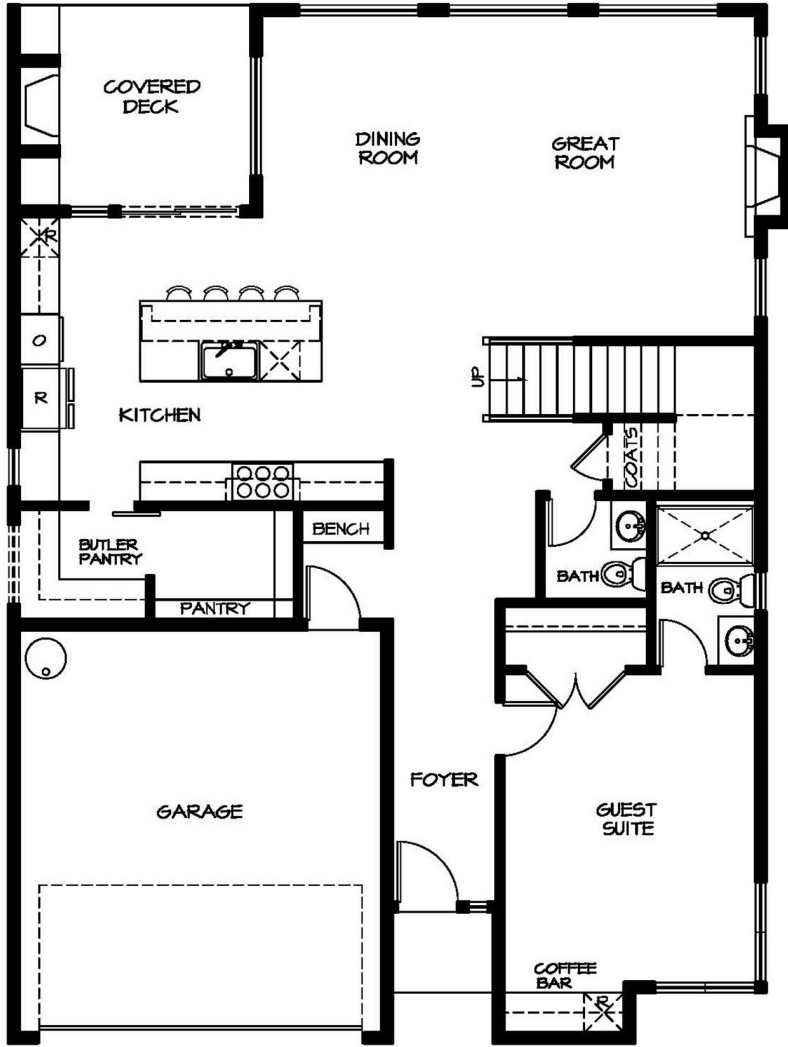 COVERED
DECK
DINING
ROOM
GREAT
ROOM
R
O
R
UP
KITCHEN
COATS
BENCH
BUTLER
PANTRY
BATH
BATH
PANTRY
FOYER
GARAGE
GUEST
SUITE
COFFEE
BAR
R